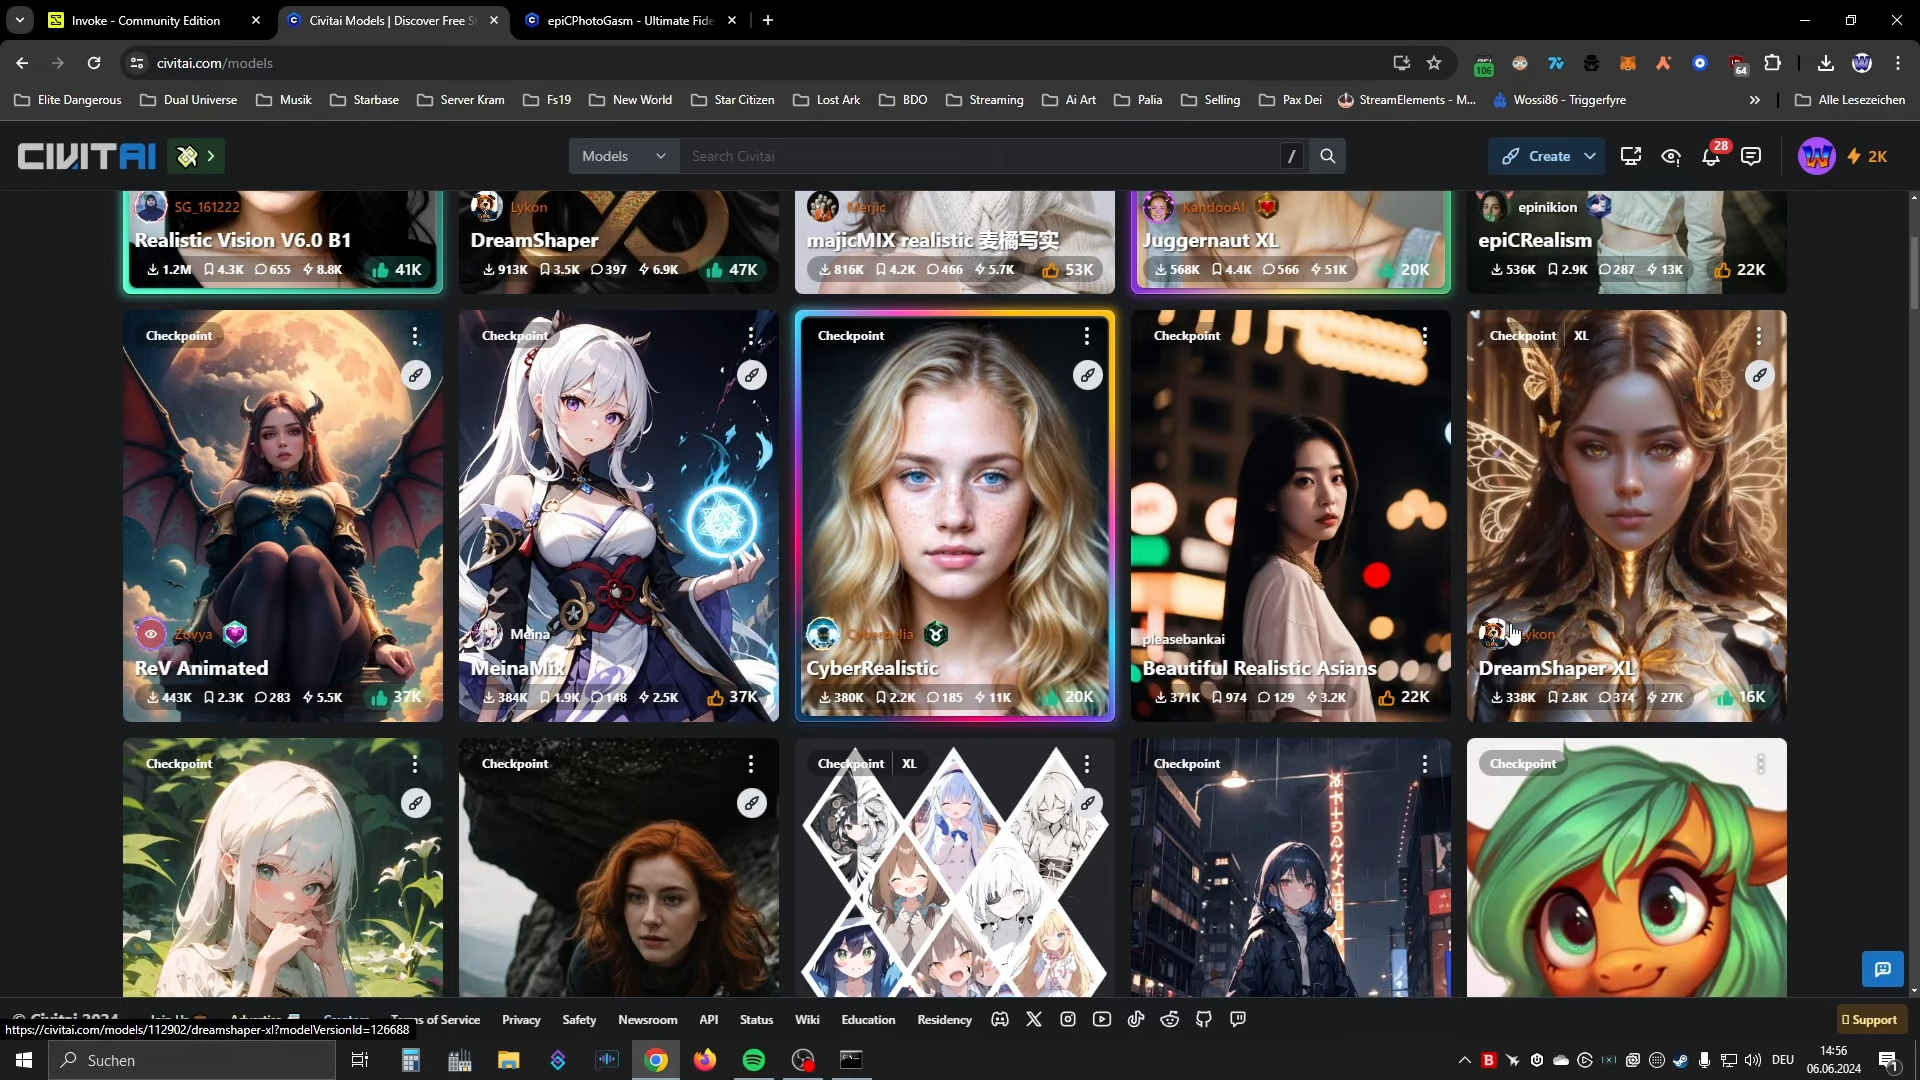 Invoke - Community Edition
Civitai Models | Discover Free S
epiCPhotoGasm - Ultimate Fide
civitai.com/models
106
64
Elite Dangerous
Dual Universe
Musik
Starbase
Server Kram
Fs19
New World
Star Citizen
Lost Ark
BDO
Streaming
Ai Art
Palia
Selling
Pax Dei
StreamElements - M...
Wossi86 - Triggerfyre
Alle Lesezeichen
CIVITAI
Models
Search Civitai
/
Create
28
2K
SG_161222
Realistic Vision V6.0 B1
1.2M 4.3K 655 8.8K 41K
Lykon
DreamShaper
913K 3.5K 397 6.9K 47K
Merjic
majicMIX realistic 麦橘写实
816K 4.2K 466 5.7K 53K
KandooAI
Juggernaut XL
568K 4.4K 566 51K 20K
epinikion
epiCRealism
536K 2.9K 287 13K 22K
Checkpoint
Zovya
ReV Animated
443K 2.3K 283 5.5K 37K
Checkpoint
Meina
MeinaMix
384K 1.9K 148 2.5K 37K
Checkpoint
Cyberdelia
CyberRealistic
380K 2.2K 185 11K 20K
Checkpoint
pleasebankai
Beautiful Realistic Asians
371K 974 129 3.2K 22K
Checkpoint XL
Lykon
DreamShaper XL
338K 2.8K 374 27K 16K
Checkpoint
Checkpoint
Checkpoint XL
Checkpoint
Checkpoint
© Civitai 2024
Join Us
Advertise
Creators
Terms of Service
Privacy
Safety
Newsroom
API
Status
Wiki
Education
Residency
Support
https://civitai.com/models/112902/dreamshaper-xl?modelVersionId=126688
Suchen
DEU
14:56
06.06.2024
1